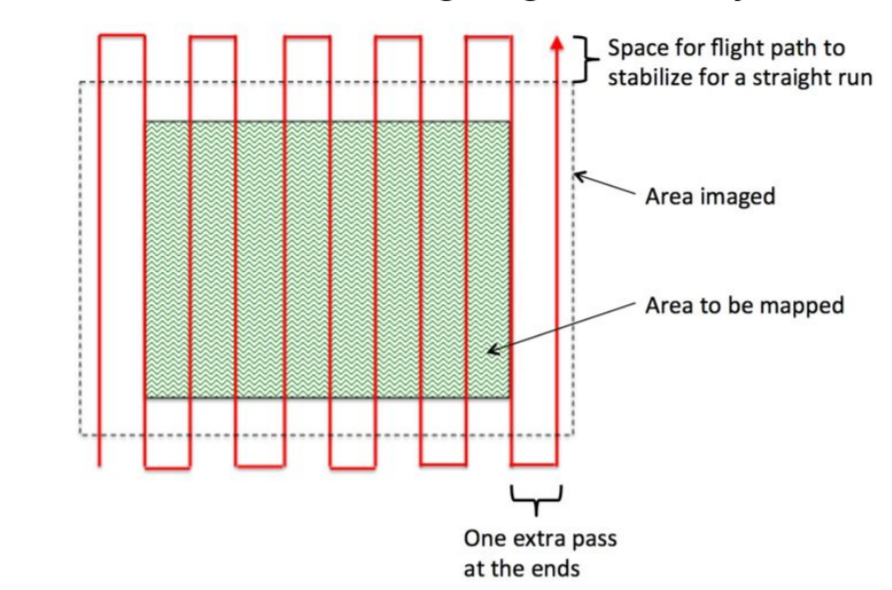 Space for flight path to
stabilize for a straight run
Area imaged
Area to be mapped
One extra pass
at the ends